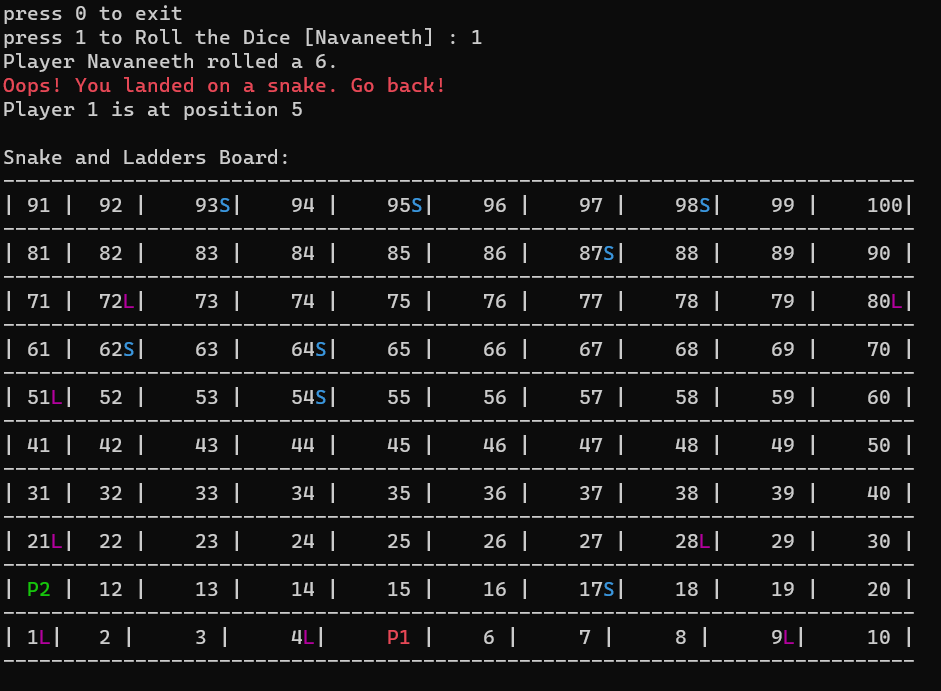 press 0 to exit
press 1 to Roll the Dice [Navaneeth] : 1
Player Navaneeth rolled a 6.
Oops! You landed on a snake. Go back!
Player 1 is at position 5
Snake and Ladders Board:
----------------------------------------------------------------------------
| 91 |  92 |    93S|    94 |    95S|    96 |    97 |    98S|    99 |    100|
----------------------------------------------------------------------------
| 81 |  82 |    83 |    84 |    85 |    86 |    87S|    88 |    89 |    90 |
----------------------------------------------------------------------------
| 71 |  72L|    73 |    74 |    75 |    76 |    77 |    78 |    79 |    80L|
----------------------------------------------------------------------------
| 61 |  62S|    63 |    64S|    65 |    66 |    67 |    68 |    69 |    70 |
----------------------------------------------------------------------------
| 51L|  52 |    53 |    54S|    55 |    56 |    57 |    58 |    59 |    60 |
----------------------------------------------------------------------------
| 41 |  42 |    43 |    44 |    45 |    46 |    47 |    48 |    49 |    50 |
----------------------------------------------------------------------------
| 31 |  32 |    33 |    34 |    35 |    36 |    37 |    38 |    39 |    40 |
----------------------------------------------------------------------------
| 21L|  22 |    23 |    24 |    25 |    26 |    27 |    28L|    29 |    30 |
----------------------------------------------------------------------------
| P2 |  12 |    13 |    14 |    15 |    16 |    17S|    18 |    19 |    20 |
----------------------------------------------------------------------------
| 1L|   2 |     3 |     4L|     P1 |    6 |     7 |     8 |     9L|     10 |
----------------------------------------------------------------------------